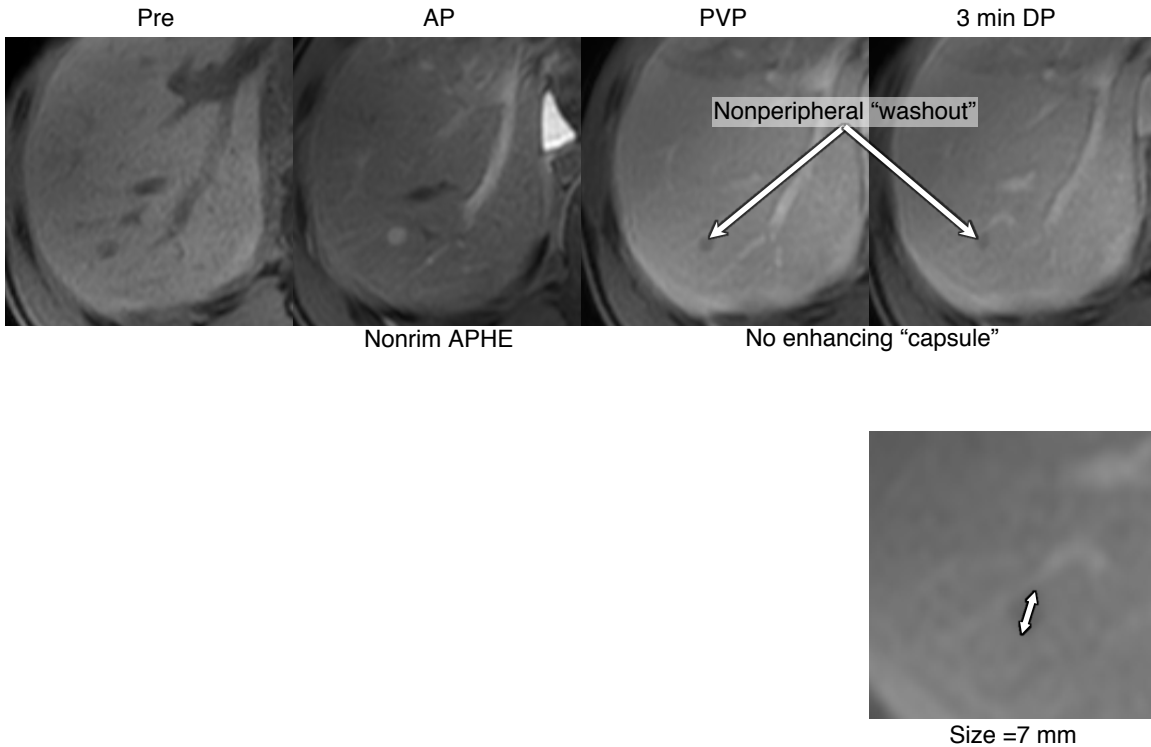 Pre
AP
PVP
3 min DP
Nonperipheral “washout”
Nonrim APHE
No enhancing “capsule”
Size =7 mm